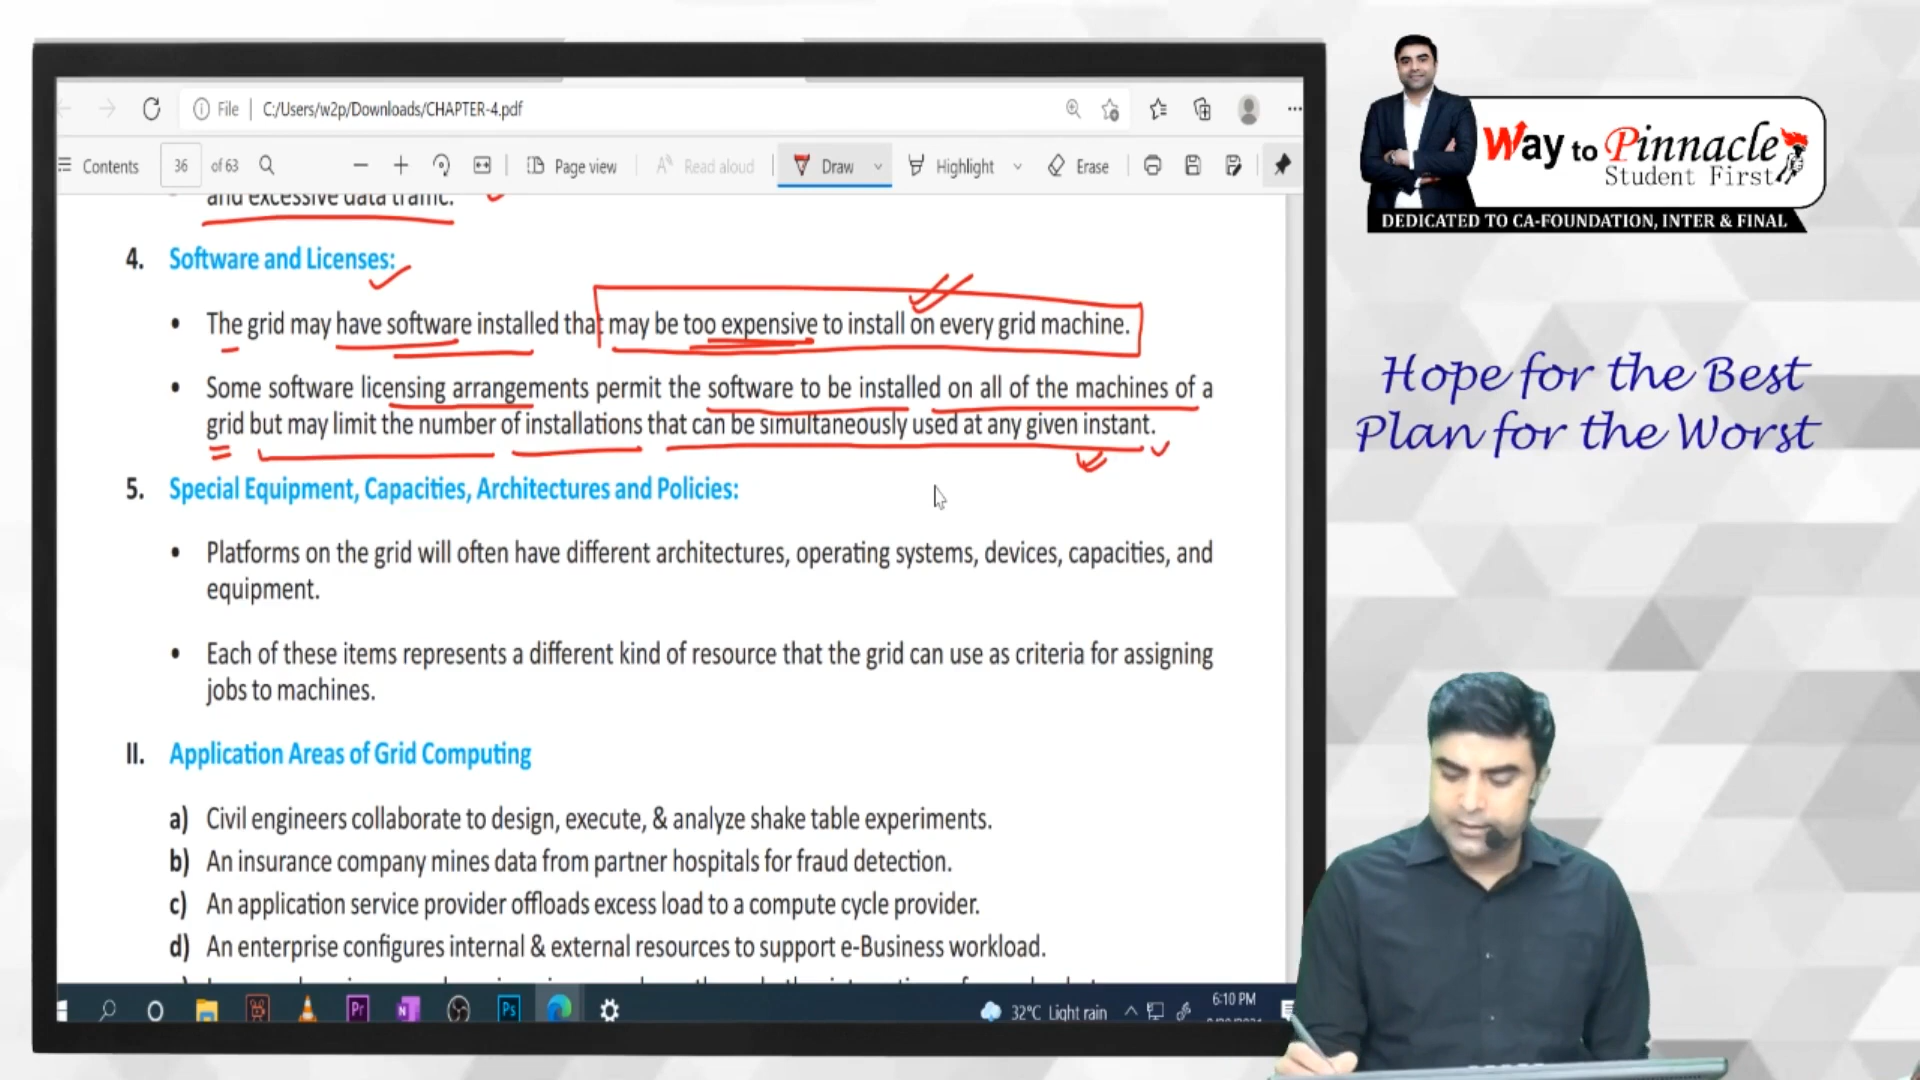 File | C:/Users/w2p/Downloads/CHAPTER-4.pdf
Contents 36 of 63 Page view Read aloud Draw Highlight Erase
and excessive data traffic.
4. Software and Licenses:
• The grid may have software installed that may be too expensive to install on every grid machine.
• Some software licensing arrangements permit the software to be installed on all of the machines of a
grid but may limit the number of installations that can be simultaneously used at any given instant.
5. Special Equipment, Capacities, Architectures and Policies:
• Platforms on the grid will often have different architectures, operating systems, devices, capacities, and
equipment.
• Each of these items represents a different kind of resource that the grid can use as criteria for assigning
jobs to machines.
II. Application Areas of Grid Computing
a) Civil engineers collaborate to design, execute, & analyze shake table experiments.
b) An insurance company mines data from partner hospitals for fraud detection.
c) An application service provider offloads excess load to a compute cycle provider.
d) An enterprise configures internal & external resources to support e-Business workload.
Pr N Ps 32°C Light rain 6:10 PM
Way to Pinnacle
Student First
DEDICATED TO CA-FOUNDATION, INTER & FINAL
Hope for the Best
Plan for the Worst